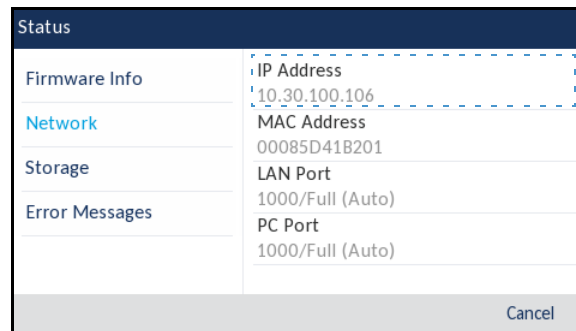 Status
Firmware Info
Network
Storage
Error Messages
IP Address
10.30.100.106
MAC Address
00085D41B201
LAN Port
1000/Full (Auto)
PC Port
1000/Full (Auto)
Cancel